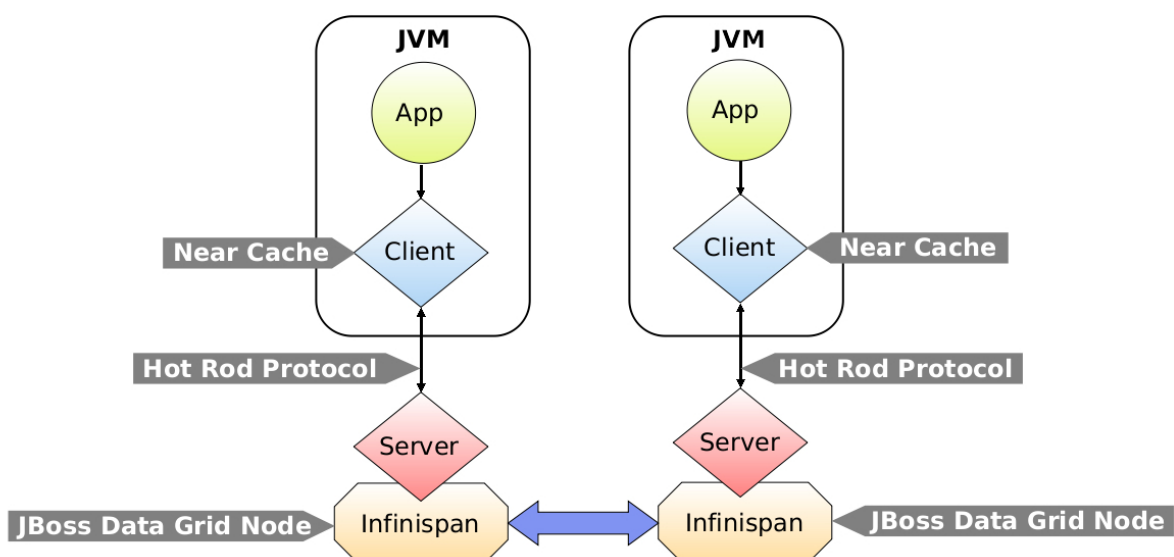 JVM
JVM
App
App
Client
Client
Near Cache
Near Cache
Hot Rod Protocol
Hot Rod Protocol
Server
Server
Infinispan
Infinispan
JBoss Data Grid Node
JBoss Data Grid Node